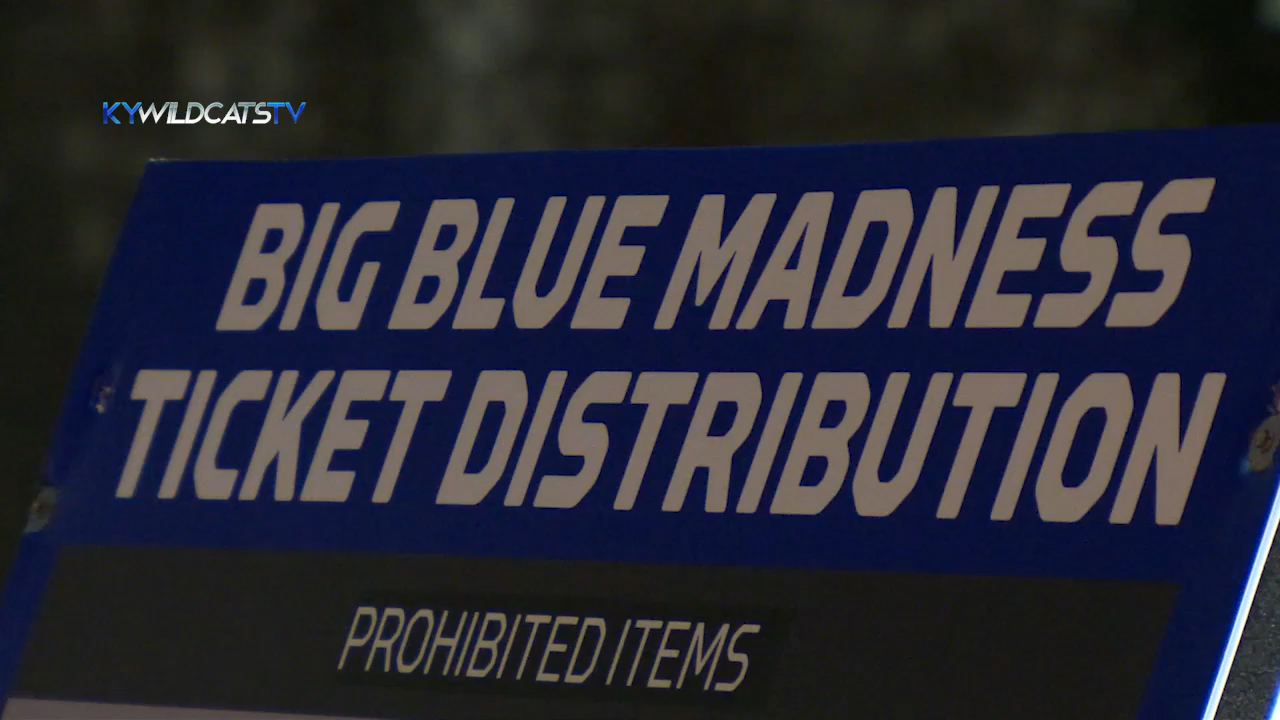 KYWILDCATSTV
BIG BLUE MADNESS
TICKET DISTRIBUTION
PROHIBITED ITEMS